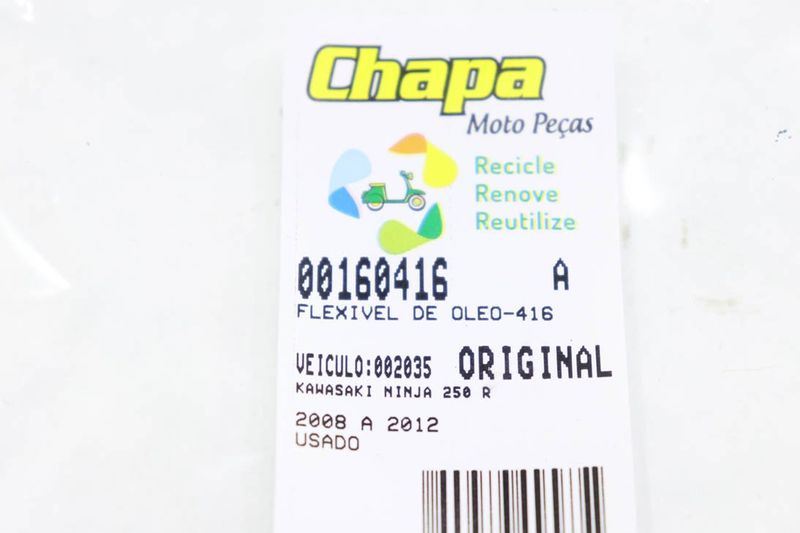 Chapa
Moto Peças
Recicle
Renove
Reutilize
00160416 A
FLEXIVEL DE OLEO-416
VEICULO:002035 ORIGINAL
KAWASAKI NINJA 250 R
2008 A 2012
USADO